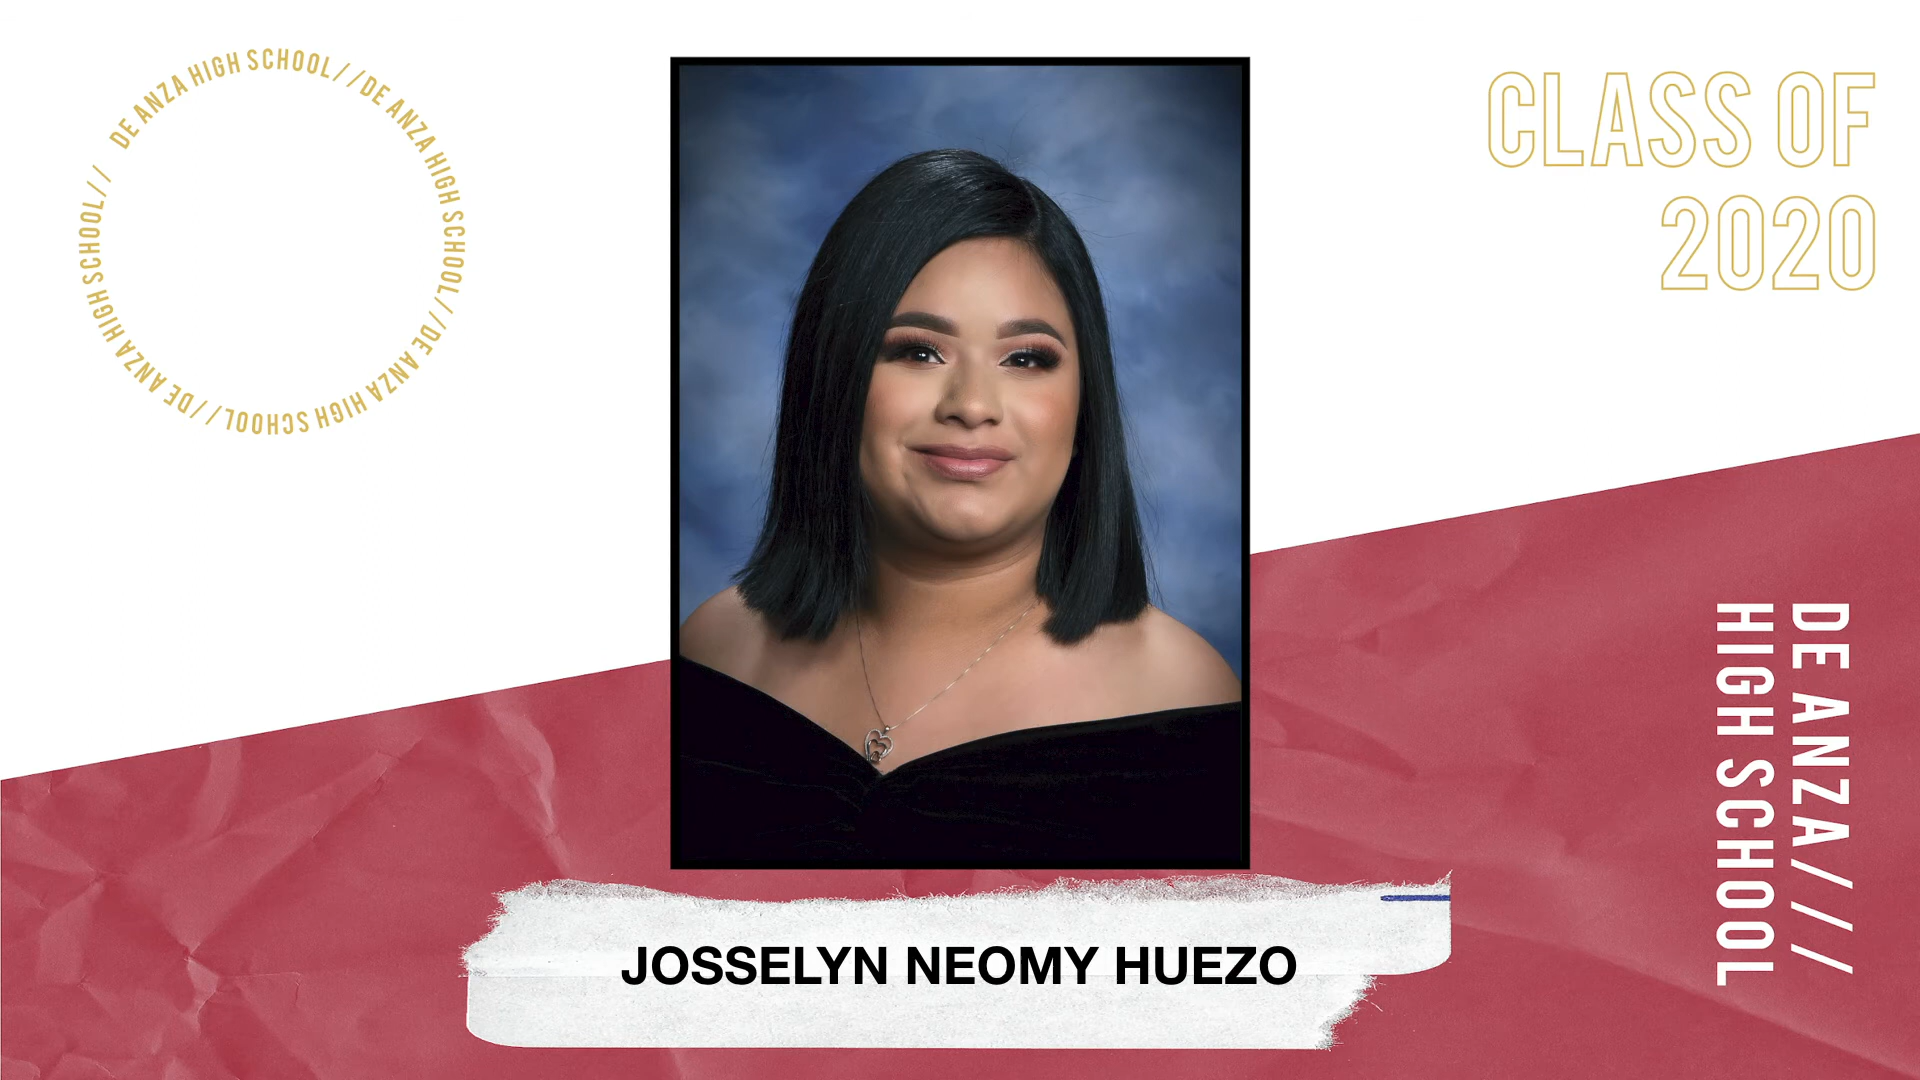 DE ANZA HIGH SCHOOL//DE ANZA HIGH SCHOOL//DE ANZA HIGH SCHOOL//DE ANZA HIGH SCHOOL//
CLASS OF
2020
DE ANZA///
HIGH SCHOOL
JOSSELYN NEOMY HUEZO